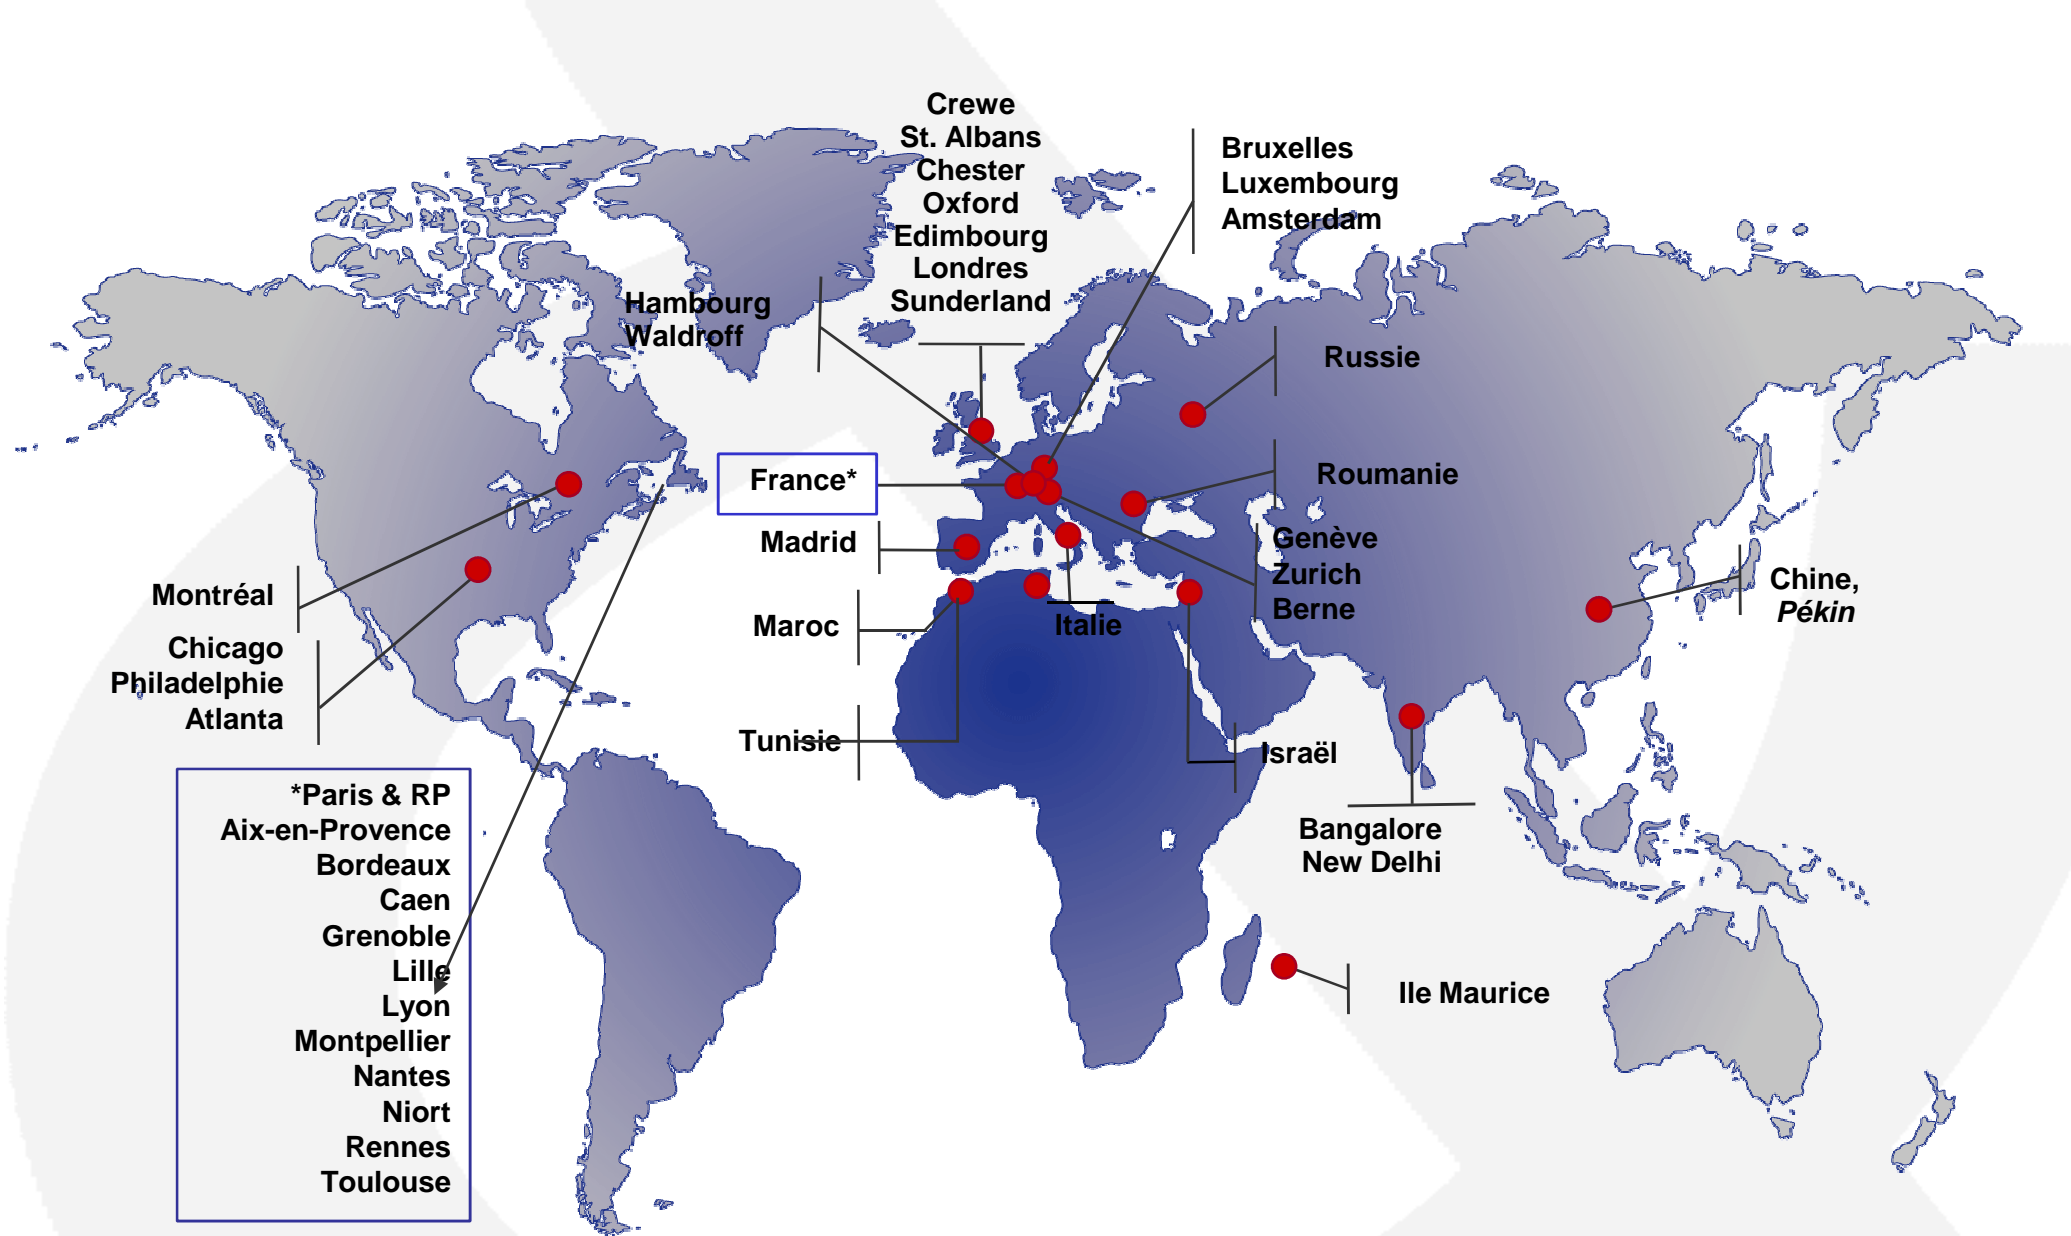 Crewe
St. Albans
Chester
Oxford
Edimbourg
Londres
Sunderland
Bruxelles
Luxembourg
Amsterdam
Hambourg
Waldroff
Russie
France*
Roumanie
Madrid
Genève
Zurich
Berne
Montréal
Maroc
Italie
Chine,
Pékin
Chicago
Philadelphie
Atlanta
Tunisie
Israël
*Paris & RP
Aix-en-Provence
Bordeaux
Caen
Grenoble
Lille
Lyon
Montpellier
Nantes
Niort
Rennes
Toulouse
Bangalore
New Delhi
Ile Maurice